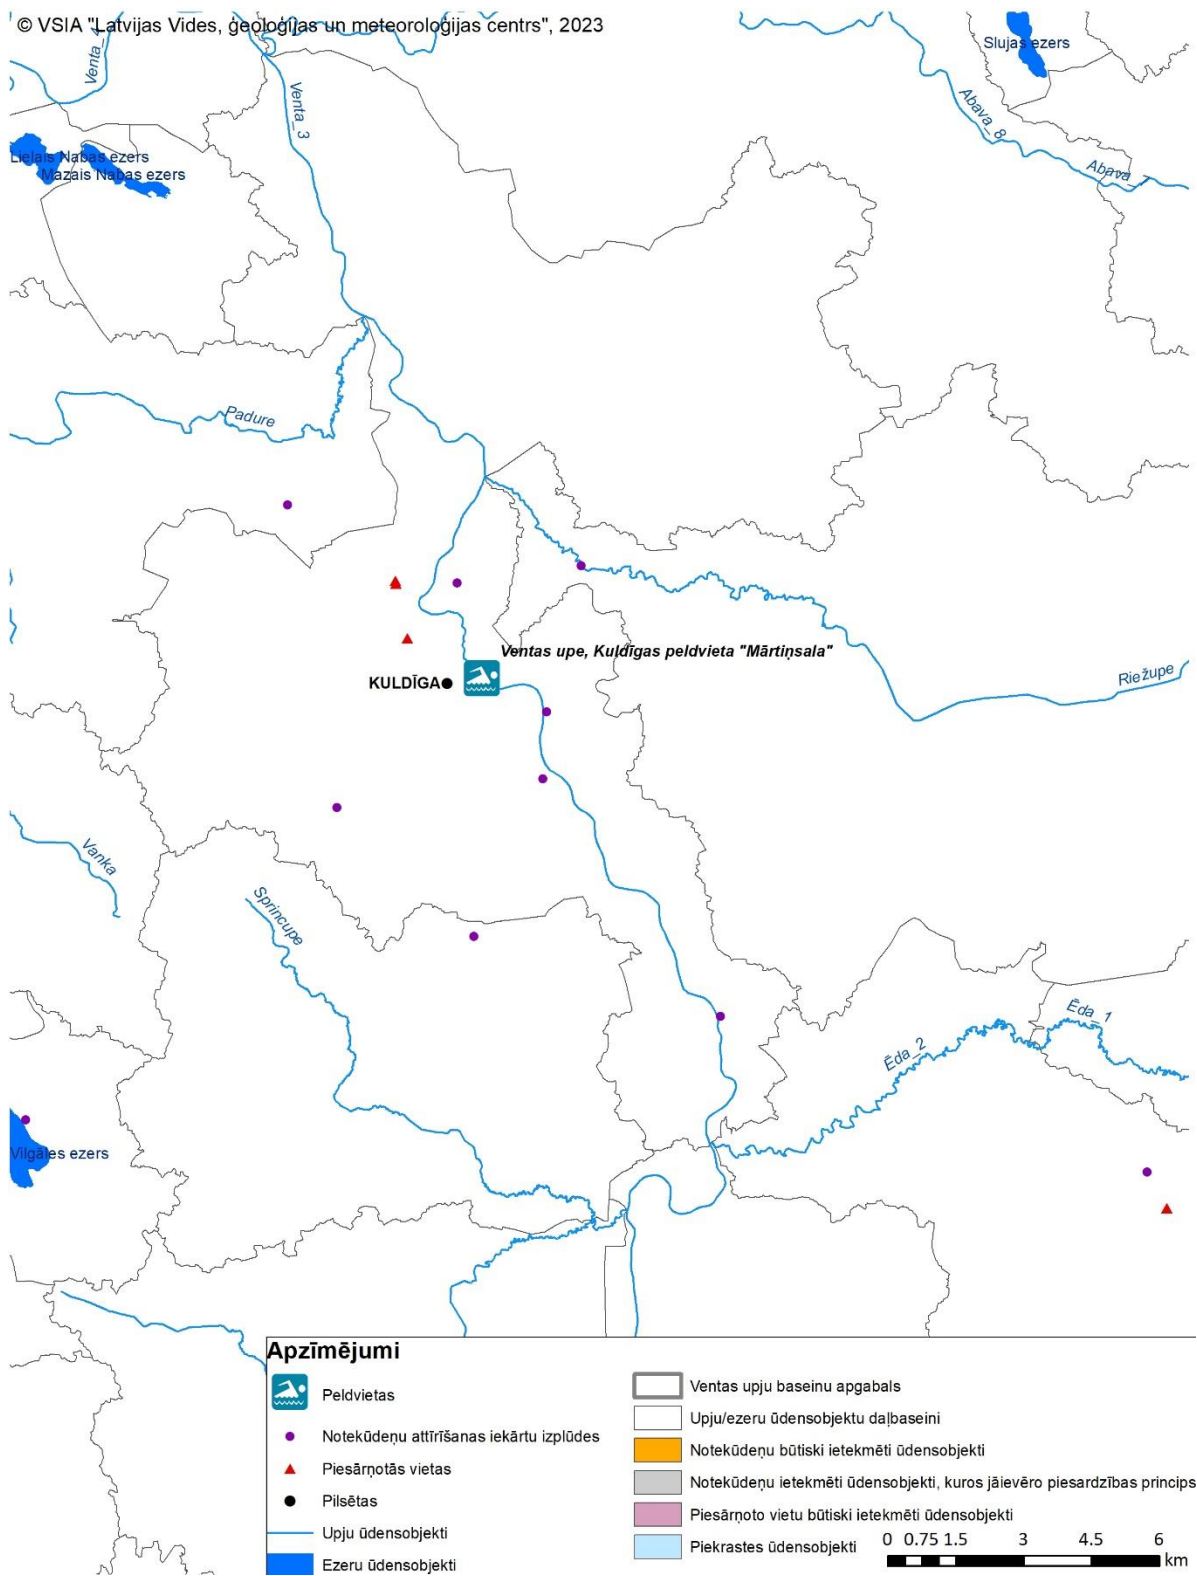 © VSIA "Latvijas Vides, ģeoloģijas un meteoroloģijas centrs", 2023
Slujas ezers
Venta_4
Venta_3
Abava_8
Abava_7
Lielais Nabas ezers
Mazais Nabas ezers
Padure
Ventas upe, Kuldīgas peldvieta "Mārtiņsala"
KULDĪGA
Riežupe
Vanka
Sprincupe
Ēda_1
Ēda_2
Vilgāles ezers
Apzīmējumi
Peldvietas
Notekūdeņu attīrīšanas iekārtu izplūdes
Piesārņotās vietas
Pilsētas
Upju ūdensobjekti
Ezeru ūdensobjekti
Ventas upju baseinu apgabals
Upju/ezeru ūdensobjektu daļbaseini
Notekūdeņu būtiski ietekmēti ūdensobjekti
Notekūdeņu ietekmēti ūdensobjekti, kuros jāievēro piesardzības princips
Piesārņoto vietu būtiski ietekmēti ūdensobjekti
Piekrastes ūdensobjekti
0 0.75 1.5 3 4.5 6
km